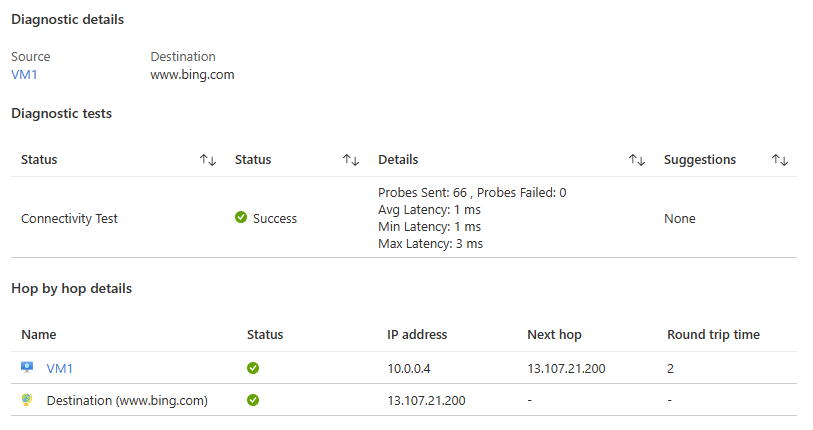 Diagnostic details
Source Destination
VM1 www.bing.com
Diagnostic tests
Status Status Details Suggestions
Probes Sent: 66 , Probes Failed: 0
Avg Latency: 1 ms
Connectivity Test Success None
Min Latency: 1 ms
Max Latency: 3 ms
Hop by hop details
Name Status IP address Next hop Round trip time
VM1 10.0.0.4 13.107.21.200 2
Destination (www.bing.com) 13.107.21.200 - -